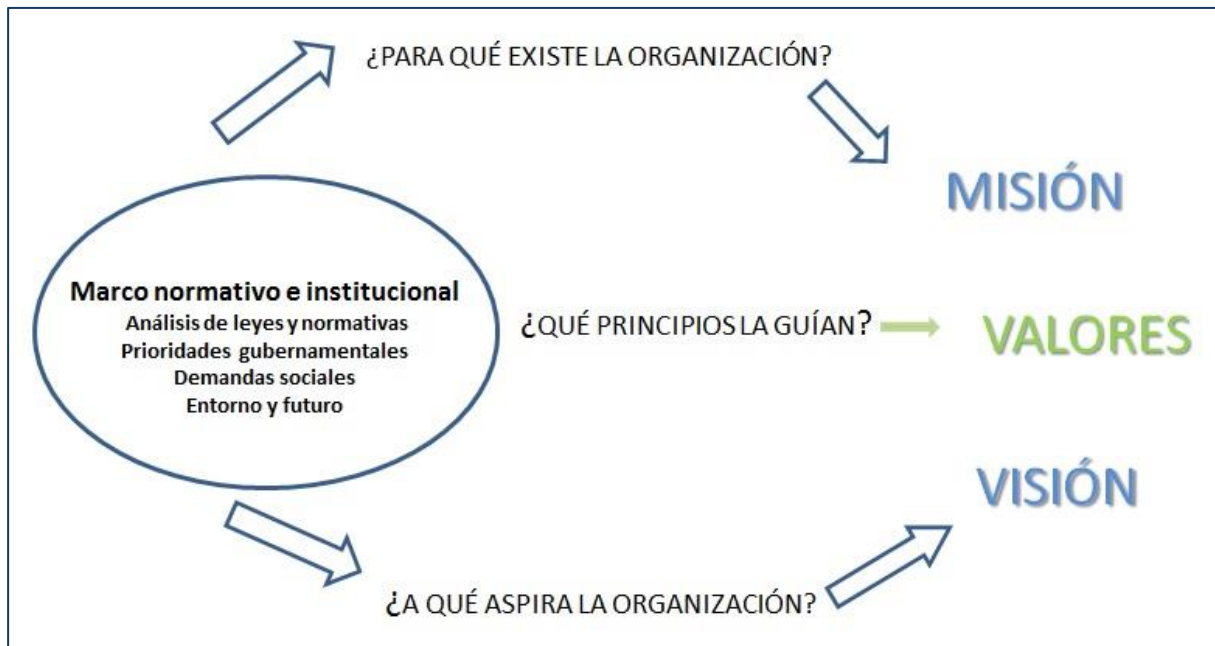 ¿PARA QUÉ EXISTE LA ORGANIZACIÓN?
MISIÓN
Marco normativo e institucional
Análisis de leyes y normativas
Prioridades gubernamentales
Demandas sociales
Entorno y futuro
¿QUÉ PRINCIPIOS LA GUÍAN?
VALORES
VISIÓN
¿A QUÉ ASPIRA LA ORGANIZACIÓN?